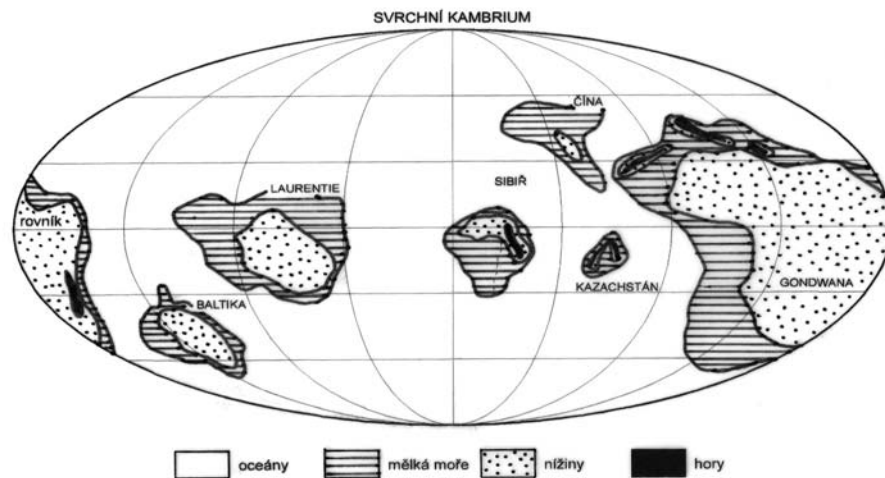 SVRCHNÍ KAMBRIUM
ČÍNA
LAURENTIE
SIBIŘ
rovník
KAZACHSTÁN
GONDWANA
BALTIKA
oceány
mělká moře
nížiny
hory